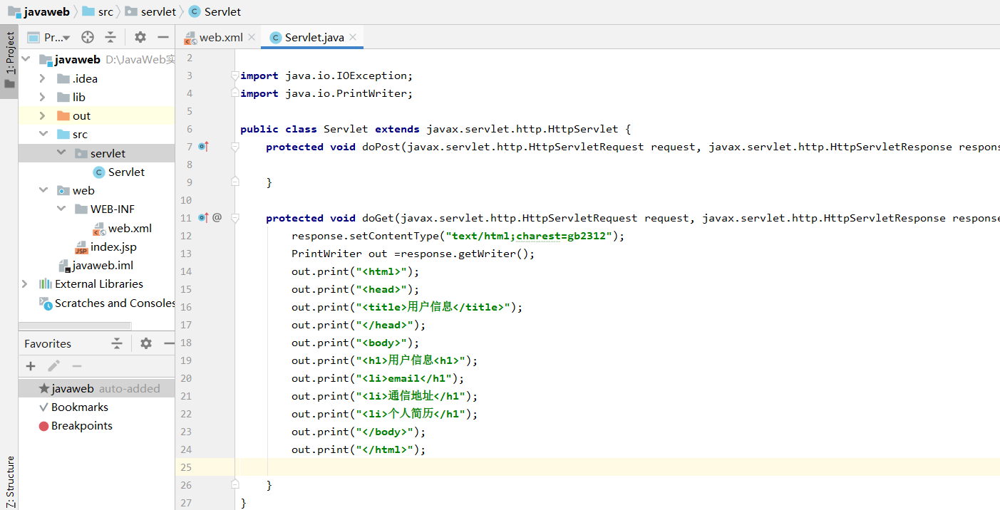 javaweb src servlet Servlet
1: Project
Pr...
web.xml
Servlet.java
javaweb D:\JavaWeb实
.idea
lib
out
src
servlet
Servlet
web
WEB-INF
web.xml
index.jsp
javaweb.iml
External Libraries
Scratches and Consoles
Favorites
javaweb auto-added
Bookmarks
Breakpoints
Z: Structure
2
3 import java.io.IOException;
4 import java.io.PrintWriter;
5
6 public class Servlet extends javax.servlet.http.HttpServlet {
7 protected void doPost(javax.servlet.http.HttpServletRequest request, javax.servlet.http.HttpServletResponse respons
8
9 }
10
11 @ protected void doGet(javax.servlet.http.HttpServletRequest request, javax.servlet.http.HttpServletResponse response
12 response.setContentType("text/html;charest=gb2312");
13 PrintWriter out =response.getWriter();
14 out.print("<html>");
15 out.print("<head>");
16 out.print("<title>用户信息</title>");
17 out.print("</head>");
18 out.print("<body>");
19 out.print("<h1>用户信息<h1>");
20 out.print("<li>email</h1");
21 out.print("<li>通信地址</h1");
22 out.print("<li>个人简历</h1");
23 out.print("</body>");
24 out.print("</html>");
25
26 }
27 }